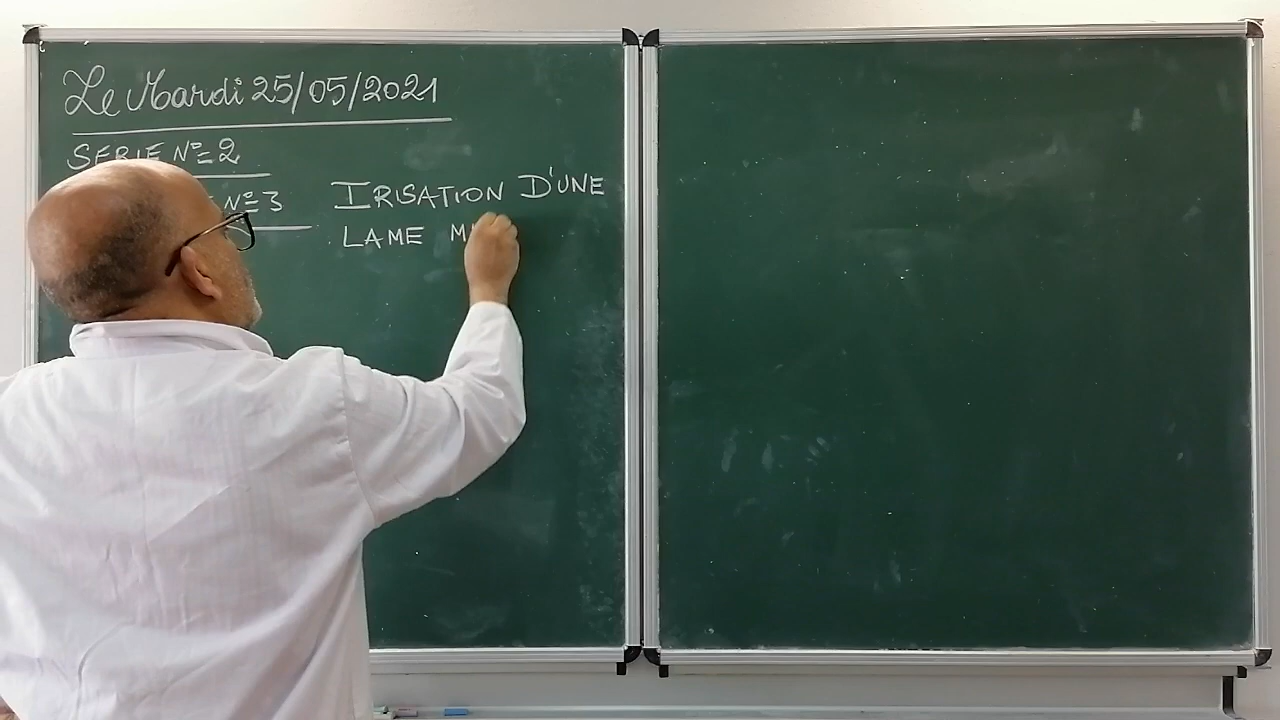 Le Mardi 25/05/2021
SERIE N°2
N°3
IRISATION D'UNE
LAME